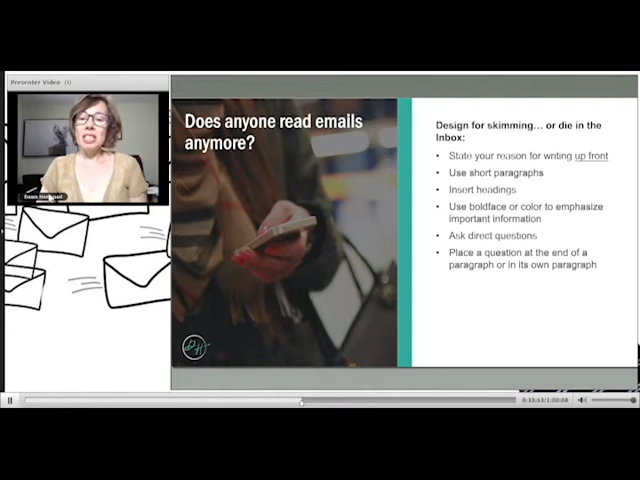 Presenter Video (1)
Does anyone read emails
anymore?
Design for skimming... or die in the
Inbox:
• State your reason for writing up front
• Use short paragraphs
• Insert headings
• Use boldface or color to emphasize
important information
• Ask direct questions
• Place a question at the end of a
paragraph or in its own paragraph
DH